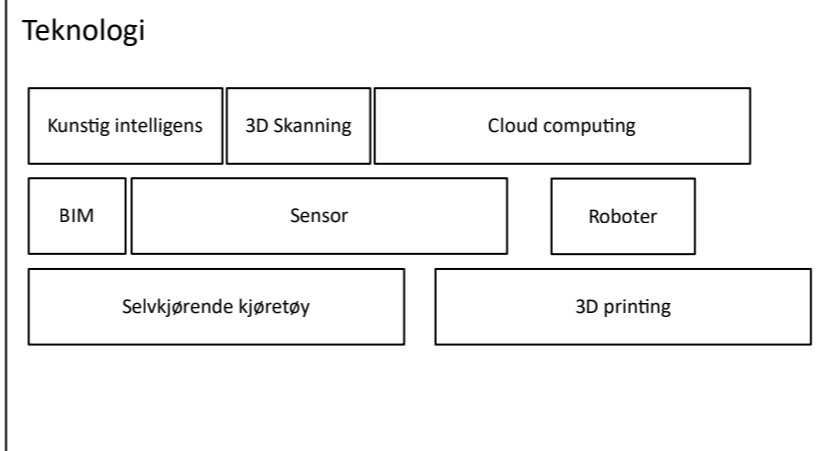 Teknologi
Kunstig intelligens
3D Skanning
Cloud computing
BIM
Sensor
Roboter
Selvkjørende kjøretøy
3D printing